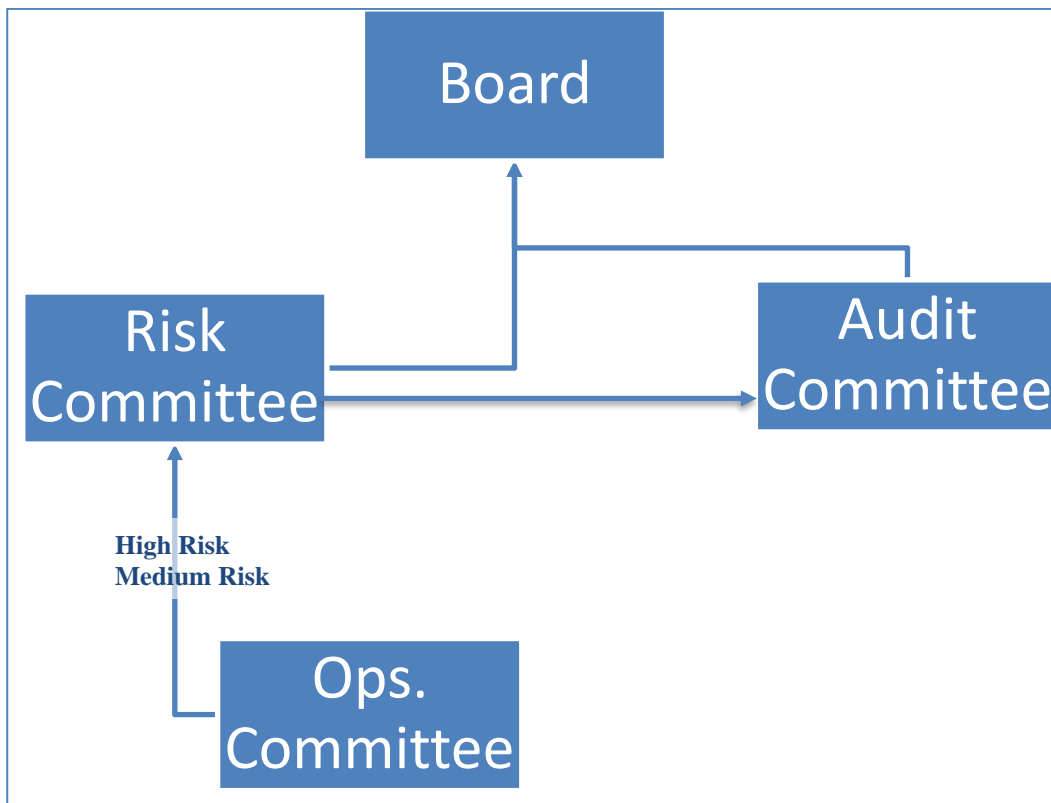 Board
Risk
Committee
Audit
Committee
High Risk
Medium Risk
Ops.
Committee